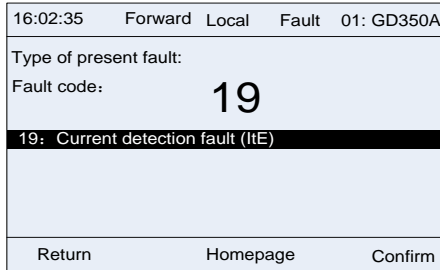 16:02:35 Forward Local Fault 01: GD350A
Type of present fault:
Fault code：
19
19：Current detection fault (ItE)
Return Homepage Confirm